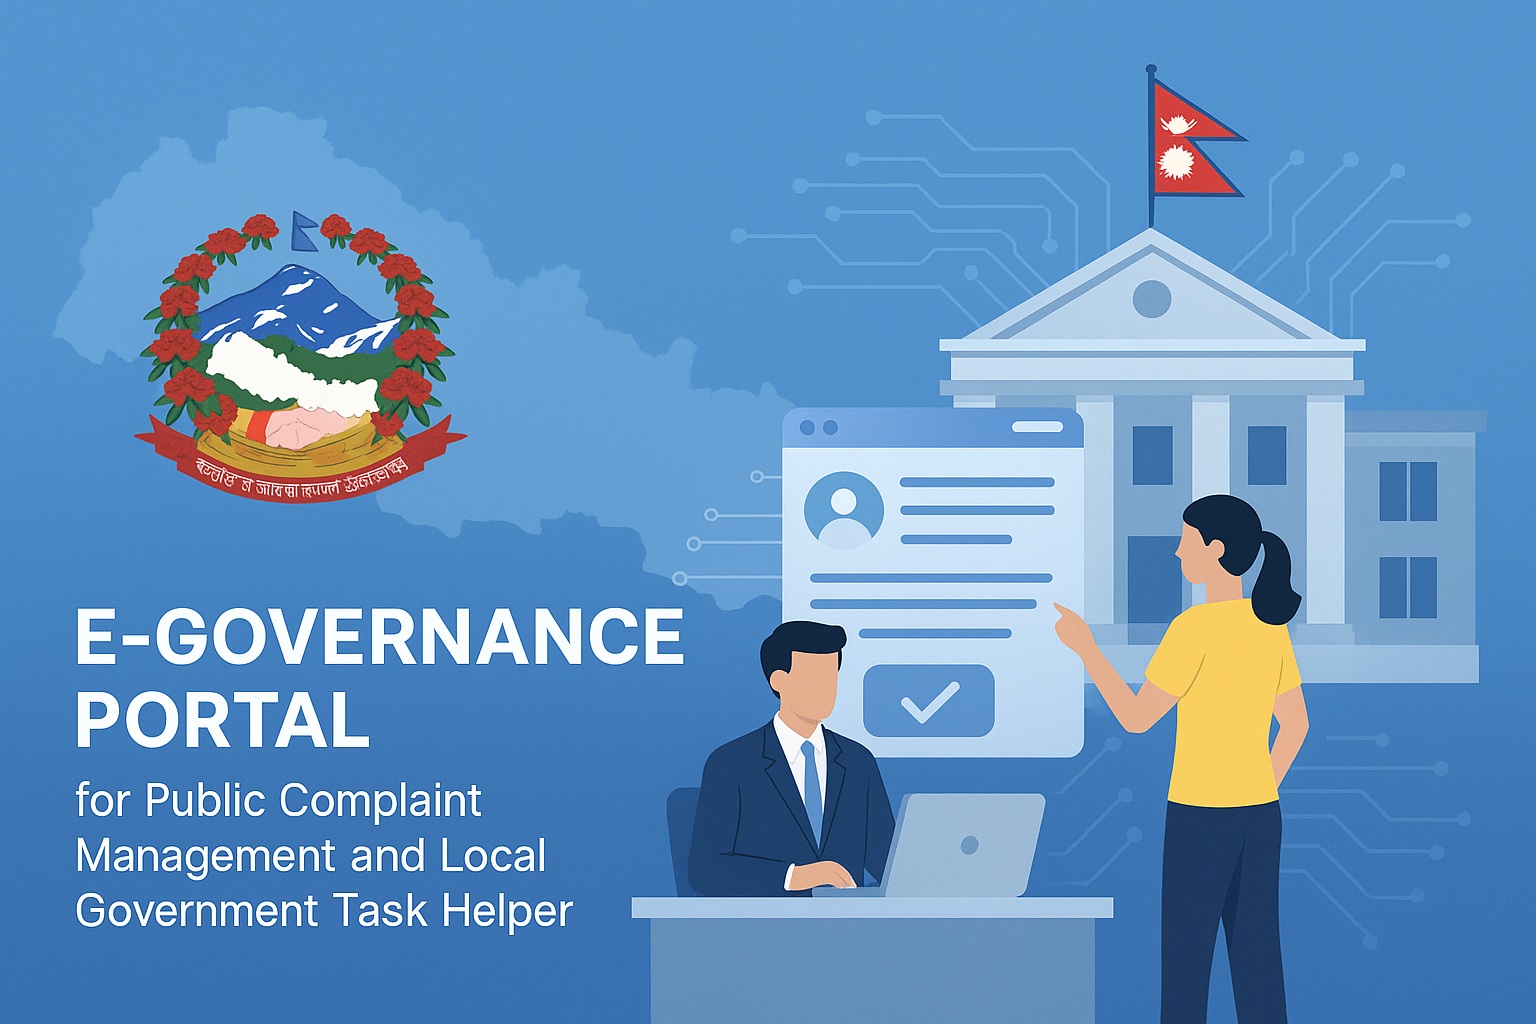 E-GOVERNANCE
PORTAL
for Public Complaint
Management and Local
Government Task Helper